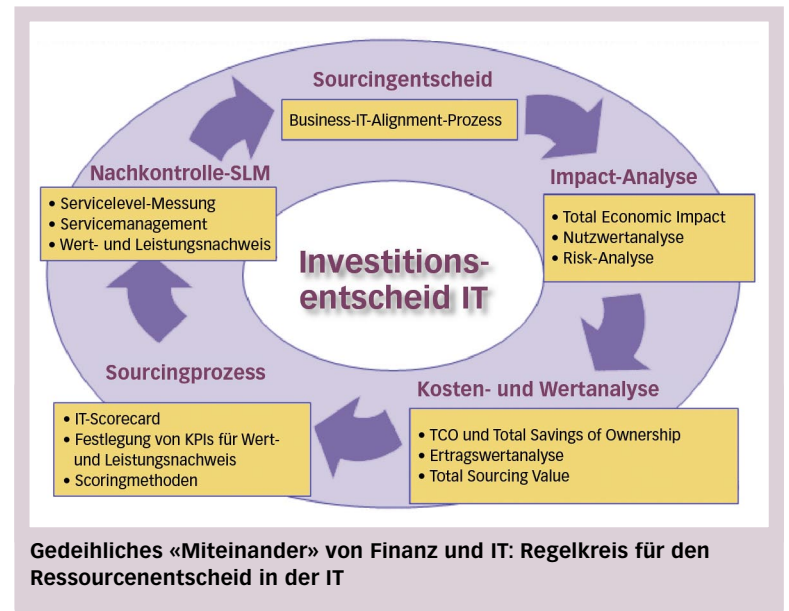 Sourcingentscheid
Business-IT-Alignment-Prozess
Impact-Analyse
• Total Economic Impact
• Nutzwertanalyse
• Risk-Analyse
Kosten- und Wertanalyse
• TCO und Total Savings of Ownership
• Ertragswertanalyse
• Total Sourcing Value
Sourcingprozess
• IT-Scorecard
• Festlegung von KPIs für Wert-
und Leistungsnachweis
• Scoringmethoden
Nachkontrolle-SLM
• Servicelevel-Messung
• Servicemanagement
• Wert- und Leistungsnachweis
Investitions-
entscheid IT
Gedeihliches «Miteinander» von Finanz und IT: Regelkreis für den
Ressourcenentscheid in der IT